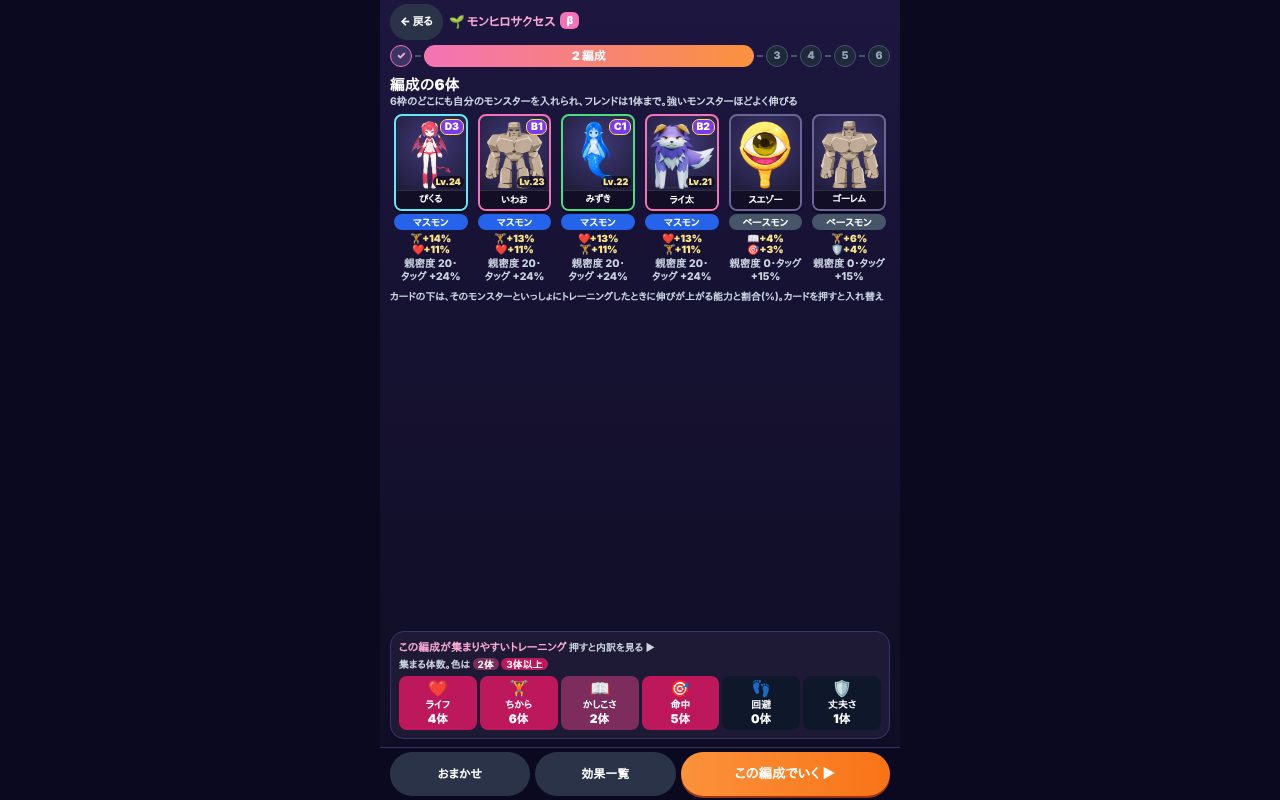 ← 戻る
🌱 モンヒロサクセス β
✓ 2 編成 3 4 5 6
編成の6体
6枠のどこにも自分のモンスターを入れられ、フレンドは1体まで。強いモンスターほどよく伸びる
D3 B1 C1 B2
Lv.24 Lv.23 Lv.22 Lv.21
ぴくる いわお みずき ライ太 スエゾー ゴーレム
マスモン マスモン マスモン マスモン ベースモン ベースモン
🏋+14% 🏋+13% ❤+13% ❤+13% 📖+4% 🏋+6%
❤+11% ❤+11% 🏋+11% 🏋+11% 🎯+3% 🛡+4%
親密度 20・ 親密度 20・ 親密度 20・ 親密度 20・ 親密度 0・タッグ 親密度 0・タッグ
タッグ +24% タッグ +24% タッグ +24% タッグ +24% +15% +15%
カードの下は、そのモンスターといっしょにトレーニングしたときに伸びが上がる能力と割合(%)。カードを押すと入れ替え
この編成が集まりやすいトレーニング 押すと内訳を見る ▶
集まる体数。色は 2体 3体以上
ライフ ちから かしこさ 命中 回避 丈夫さ
4体 6体 2体 5体 0体 1体
おまかせ 効果一覧 この編成でいく ▶